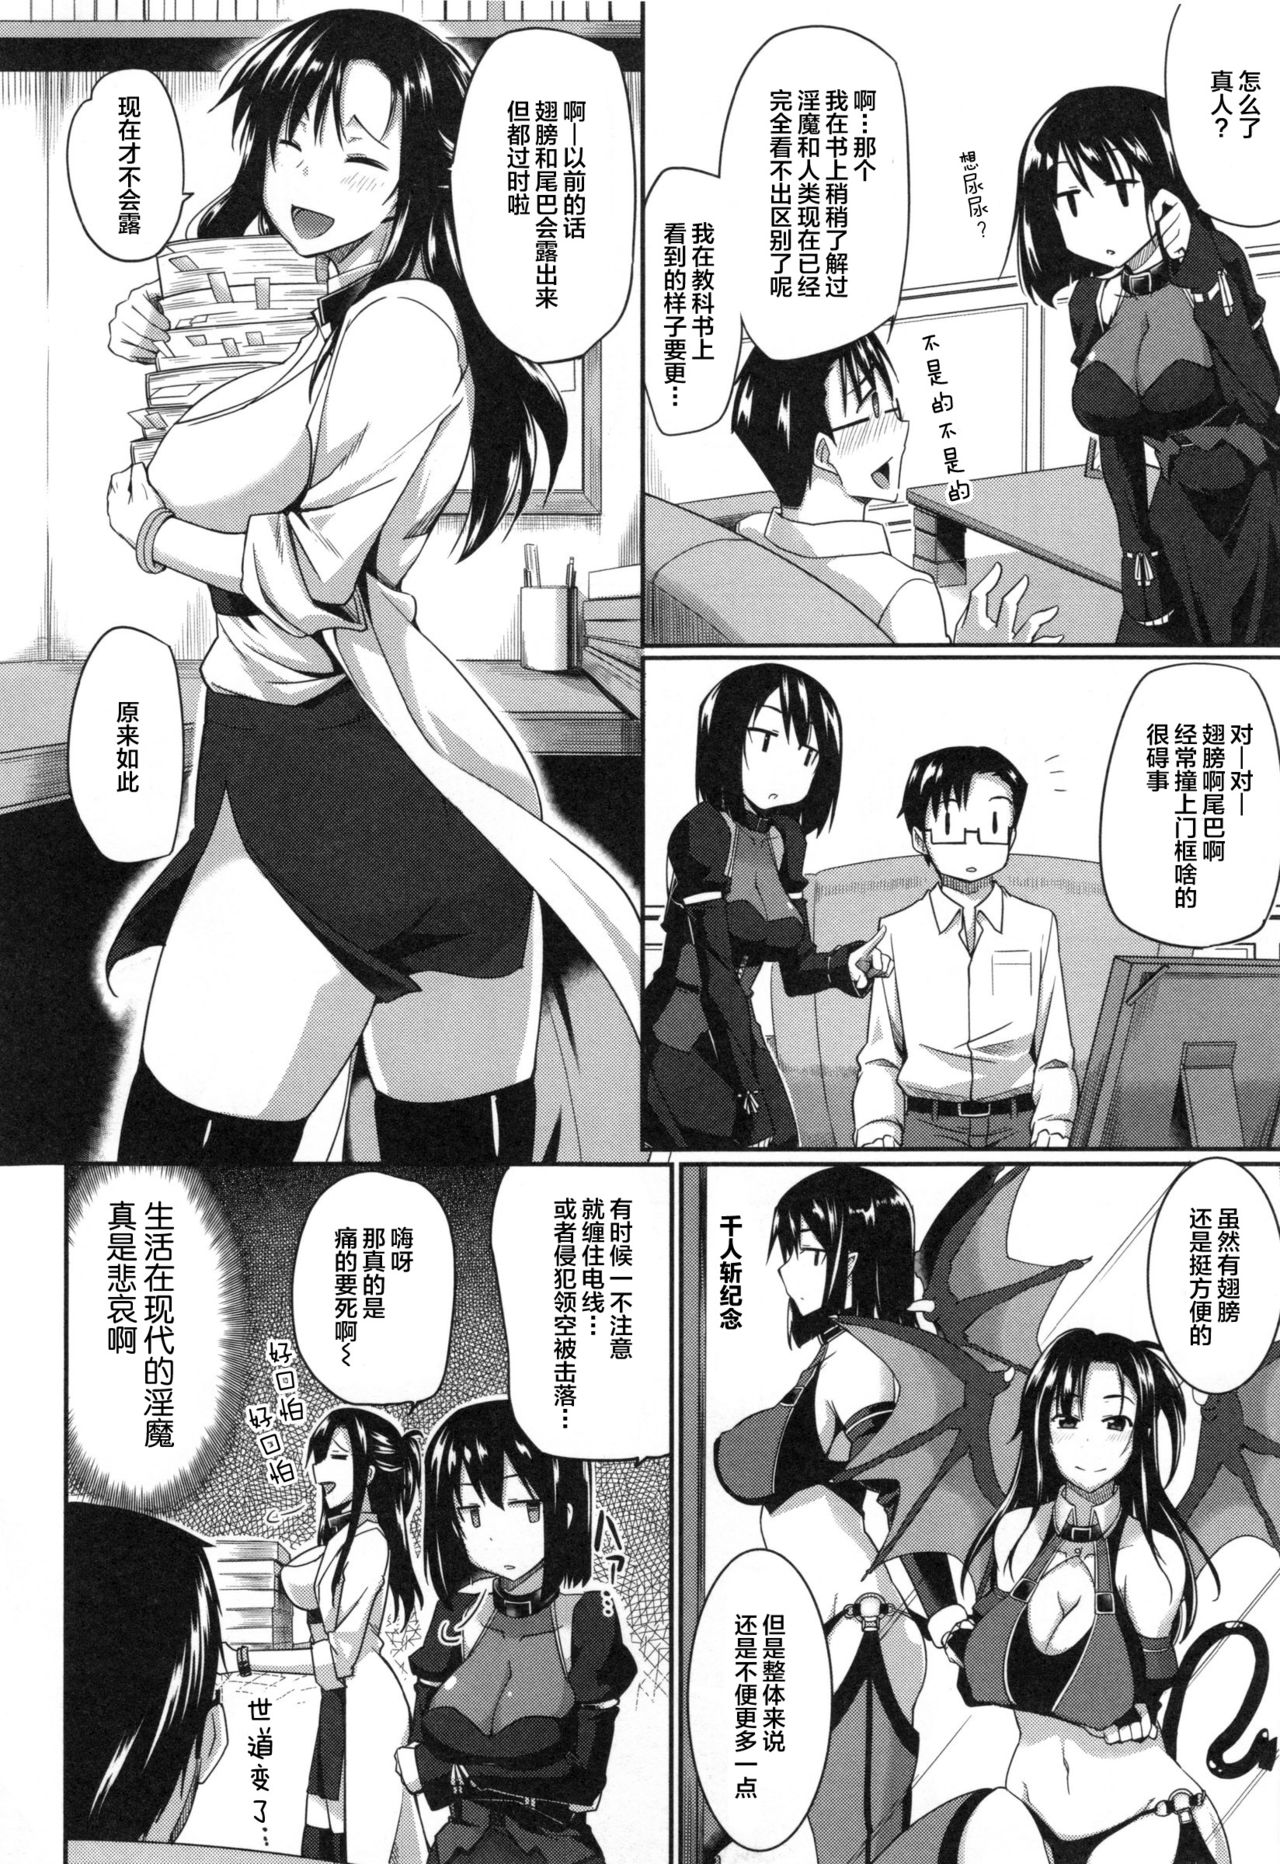 怎么了
真人？
想尿尿？
啊…那个
我在书上稍稍了解过
淫魔和人类现在已经
完全看不出区别了呢
不是的不是的
我在教科书上
看到的样子要更…
啊—以前的话
翅膀和尾巴会露出来
但都过时啦
现在才不会露
原来如此
对—对—
翅膀啊尾巴啊
经常撞上门框啥的
很碍事
虽然有翅膀
还是挺方便的
千人斩纪念
但是整体来说
还是不便更多一点
有时候一不注意
就缠住电线…
或者侵犯领空被击落…
ハァ…
嗨呀
那真的是
痛的要死啊～
好口怕
好口怕
生活在现代的淫魔
真是悲哀啊
世道变了…